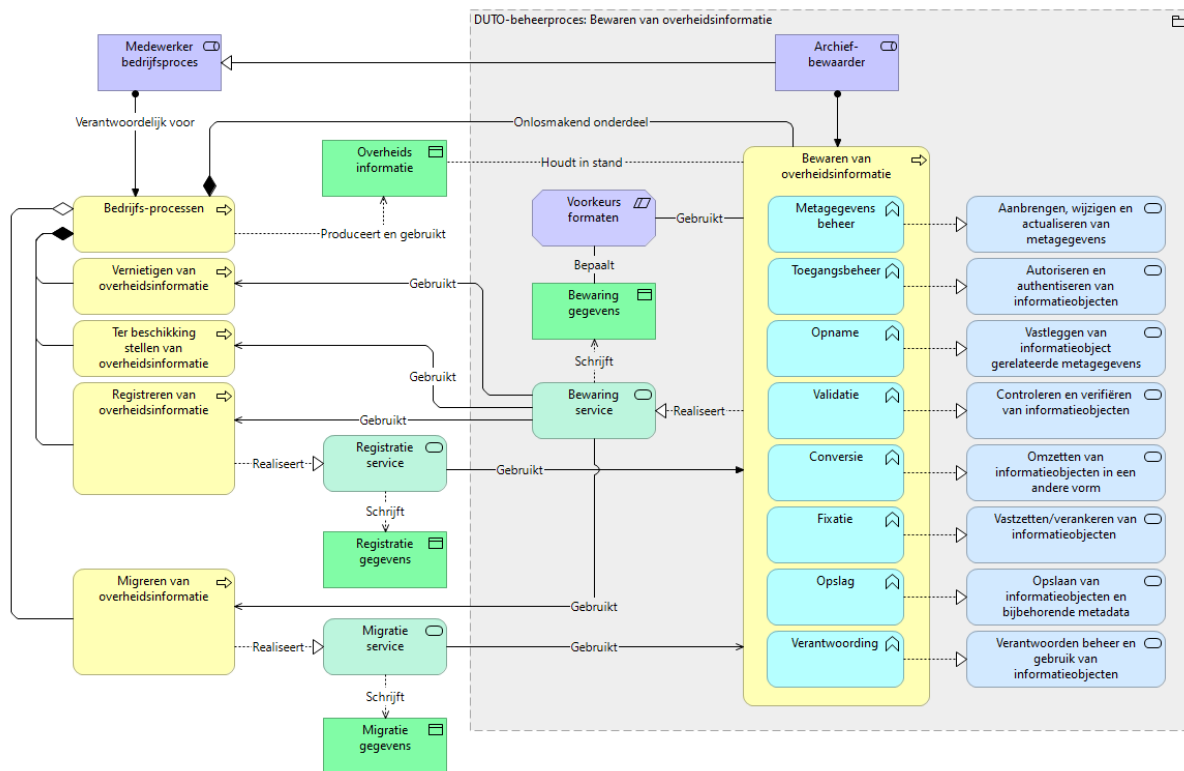 DUTO-beheerproces: Bewaren van overheidsinformatie
Medewerker
bedrijfsproces
Archief-
bewaarder
Verantwoordelijk voor
Onlosmakend onderdeel
Overheids
informatie
Houdt in stand
Bewaren van
overheidsinformatie
Bedrijfs-processen
Produceert en gebruikt
Voorkeurs
formaten
Gebruikt
Metagegevens
beheer
Aanbrengen, wijzigen en
actualiseren van
metagegevens
Bepaalt
Vernietigen van
overheidsinformatie
Gebruikt
Bewaring
gegevens
Toegangsbeheer
Autoriseren en
authentiseren van
informatieobjecten
Ter beschikking
stellen van
overheidsinformatie
Gebruikt
Schrijft
Opname
Vastleggen van
informatieobject
gerelateerde metagegevens
Registreren van
overheidsinformatie
Gebruikt
Bewaring
service
Realiseert
Validatie
Controleren en verifiëren
van informatieobjecten
Realiseert
Registratie
service
Gebruikt
Conversie
Omzetten van
informatieobjecten in een
andere vorm
Schrijft
Registratie
gegevens
Fixatie
Vastzetten/verankeren van
informatieobjecten
Migreren van
overheidsinformatie
Gebruikt
Opslag
Opslaan van
informatieobjecten en
bijbehorende metadata
Realiseert
Migratie
service
Gebruikt
Verantwoording
Verantwoorden beheer en
gebruik van
informatieobjecten
Schrijft
Migratie
gegevens